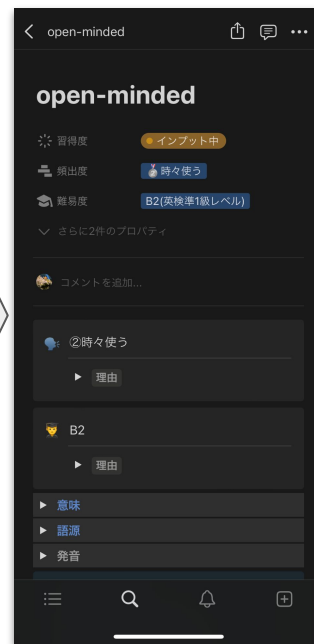 open-minded
open-minded
習得度 インプット中
頻出度 時々使う
難易度 B2(英検準1級レベル)
さらに2件のプロパティ
コメントを追加...
②時々使う
理由
B2
理由
意味
語源
発音